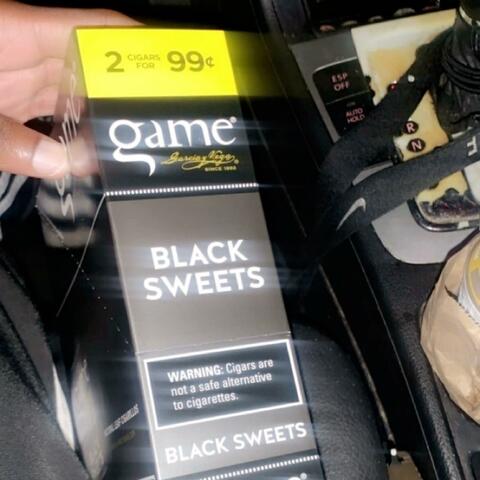 2 CIGARS FOR 99¢
game
Garcia y Vega
SINCE 1882
BLACK
SWEETS
WARNING: Cigars are
not a safe alternative
to cigarettes.
BLACK SWEETS
ESP
OFF
AUTO
HOLD
R
N